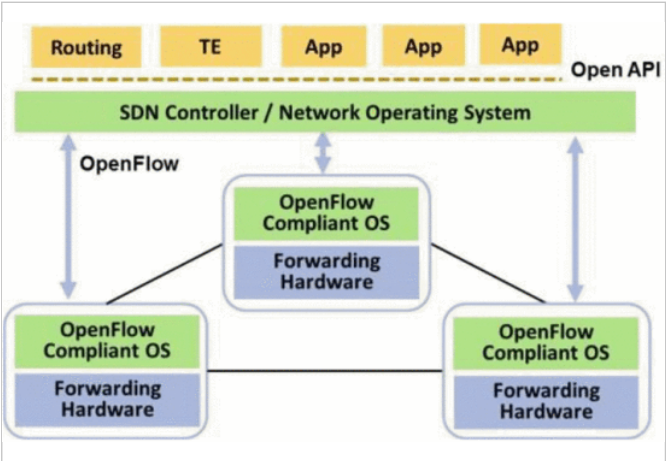 Routing TE App App App
Open API
SDN Controller / Network Operating System
OpenFlow
OpenFlow
Compliant OS
Forwarding
Hardware
OpenFlow
Compliant OS
Forwarding
Hardware
OpenFlow
Compliant OS
Forwarding
Hardware